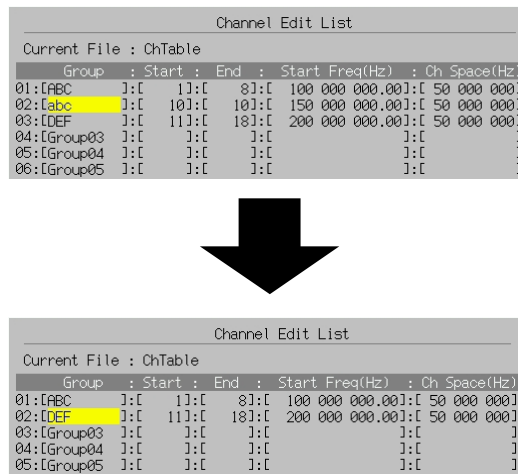 Channel Edit List
Current File : ChTable
Group : Start : End : Start Freq(Hz) : Ch Space(Hz)
01:[ABC ]:[ 1]:[ 8]:[ 100 000 000.00]:[ 50 000 000]
02:[abc ]:[ 10]:[ 10]:[ 150 000 000.00]:[ 50 000 000]
03:[DEF ]:[ 11]:[ 18]:[ 200 000 000.00]:[ 50 000 000]
04:[Group03 ]:[ ]:[ ]:[ ]:[ ]
05:[Group04 ]:[ ]:[ ]:[ ]:[ ]
06:[Group05 ]:[ ]:[ ]:[ ]:[ ]
Channel Edit List
Current File : ChTable
Group : Start : End : Start Freq(Hz) : Ch Space(Hz)
01:[ABC ]:[ 1]:[ 8]:[ 100 000 000.00]:[ 50 000 000]
02:[DEF ]:[ 11]:[ 18]:[ 200 000 000.00]:[ 50 000 000]
03:[Group03 ]:[ ]:[ ]:[ ]:[ ]
04:[Group04 ]:[ ]:[ ]:[ ]:[ ]
05:[Group05 ]:[ ]:[ ]:[ ]:[ ]